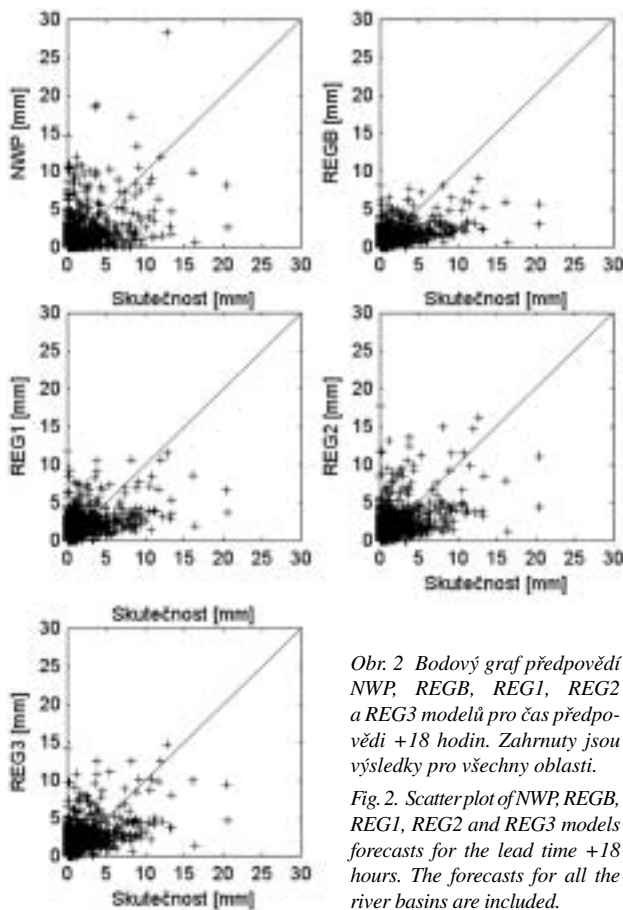 30
25
20
15
10
5
0
NWP [mm]
0 5 10 15 20 25 30
Skutečnost [mm]
30
25
20
15
10
5
0
REGB [mm]
0 5 10 15 20 25 30
Skutečnost [mm]
30
25
20
15
10
5
0
REG1 [mm]
0 5 10 15 20 25 30
Skutečnost [mm]
30
25
20
15
10
5
0
REG2 [mm]
0 5 10 15 20 25 30
Skutečnost [mm]
Skutečnost [mm]
30
25
20
15
10
5
0
REG3 [mm]
0 5 10 15 20 25 30
Obr. 2 Bodový graf předpovědí
NWP, REGB, REG1, REG2
a REG3 modelů pro čas předpo-
vědi +18 hodin. Zahrnuty jsou
výsledky pro všechny oblasti.
Fig. 2. Scatter plot of NWP, REGB,
REG1, REG2 and REG3 models
forecasts for the lead time +18
hours. The forecasts for all the
river basins are included.